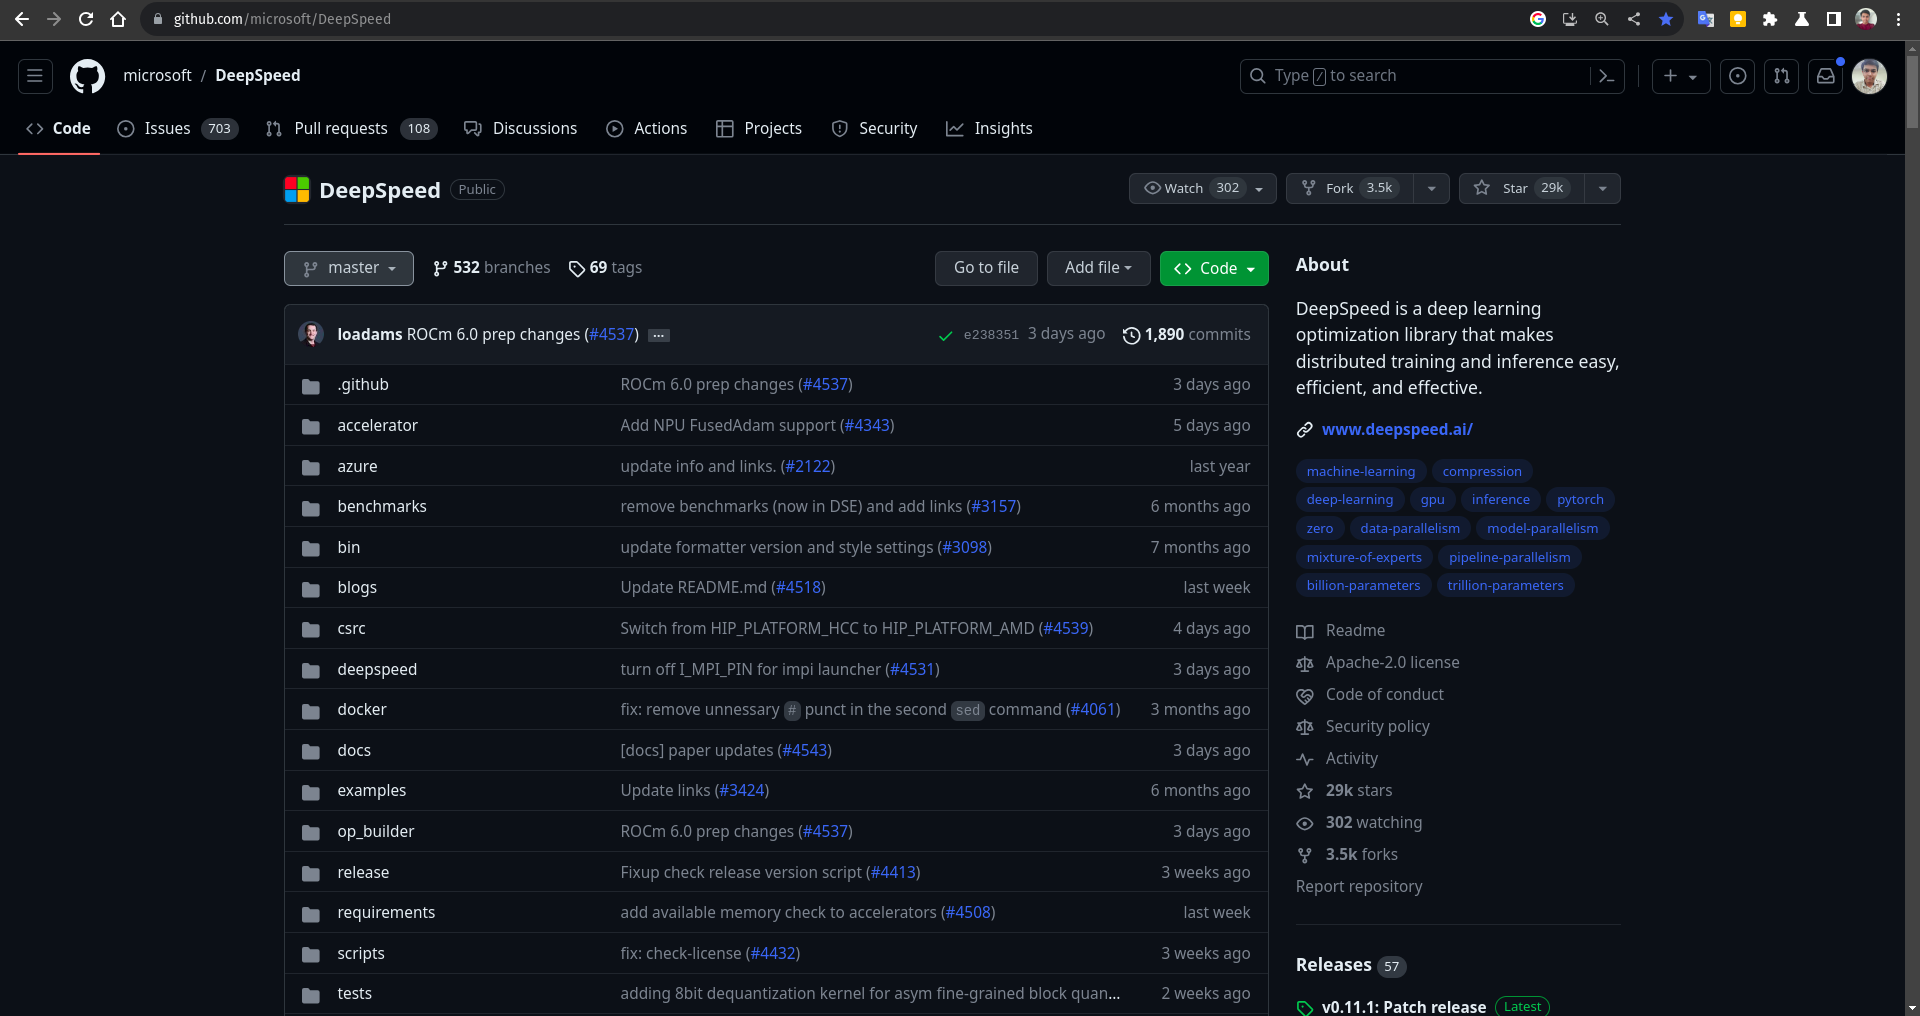 github.com/microsoft/DeepSpeed
microsoft / DeepSpeed
Type / to search
Code
Issues 703
Pull requests 108
Discussions
Actions
Projects
Security
Insights
DeepSpeed Public
Watch 302
Fork 3.5k
Star 29k
master
532 branches
69 tags
Go to file
Add file
Code
loadams ROCm 6.0 prep changes (#4537) ...
e238351 3 days ago
1,890 commits
.github ROCm 6.0 prep changes (#4537) 3 days ago
accelerator Add NPU FusedAdam support (#4343) 5 days ago
azure update info and links. (#2122) last year
benchmarks remove benchmarks (now in DSE) and add links (#3157) 6 months ago
bin update formatter version and style settings (#3098) 7 months ago
blogs Update README.md (#4518) last week
csrc Switch from HIP_PLATFORM_HCC to HIP_PLATFORM_AMD (#4539) 4 days ago
deepspeed turn off I_MPI_PIN for impi launcher (#4531) 3 days ago
docker fix: remove unnessary # punct in the second sed command (#4061) 3 months ago
docs [docs] paper updates (#4543) 3 days ago
examples Update links (#3424) 6 months ago
op_builder ROCm 6.0 prep changes (#4537) 3 days ago
release Fixup check release version script (#4413) 3 weeks ago
requirements add available memory check to accelerators (#4508) last week
scripts fix: check-license (#4432) 3 weeks ago
tests adding 8bit dequantization kernel for asym fine-grained block quan... 2 weeks ago
About
DeepSpeed is a deep learning
optimization library that makes
distributed training and inference easy,
efficient, and effective.
www.deepspeed.ai/
machine-learning compression
deep-learning gpu inference pytorch
zero data-parallelism model-parallelism
mixture-of-experts pipeline-parallelism
billion-parameters trillion-parameters
Readme
Apache-2.0 license
Code of conduct
Security policy
Activity
29k stars
302 watching
3.5k forks
Report repository
Releases 57
v0.11.1: Patch release Latest